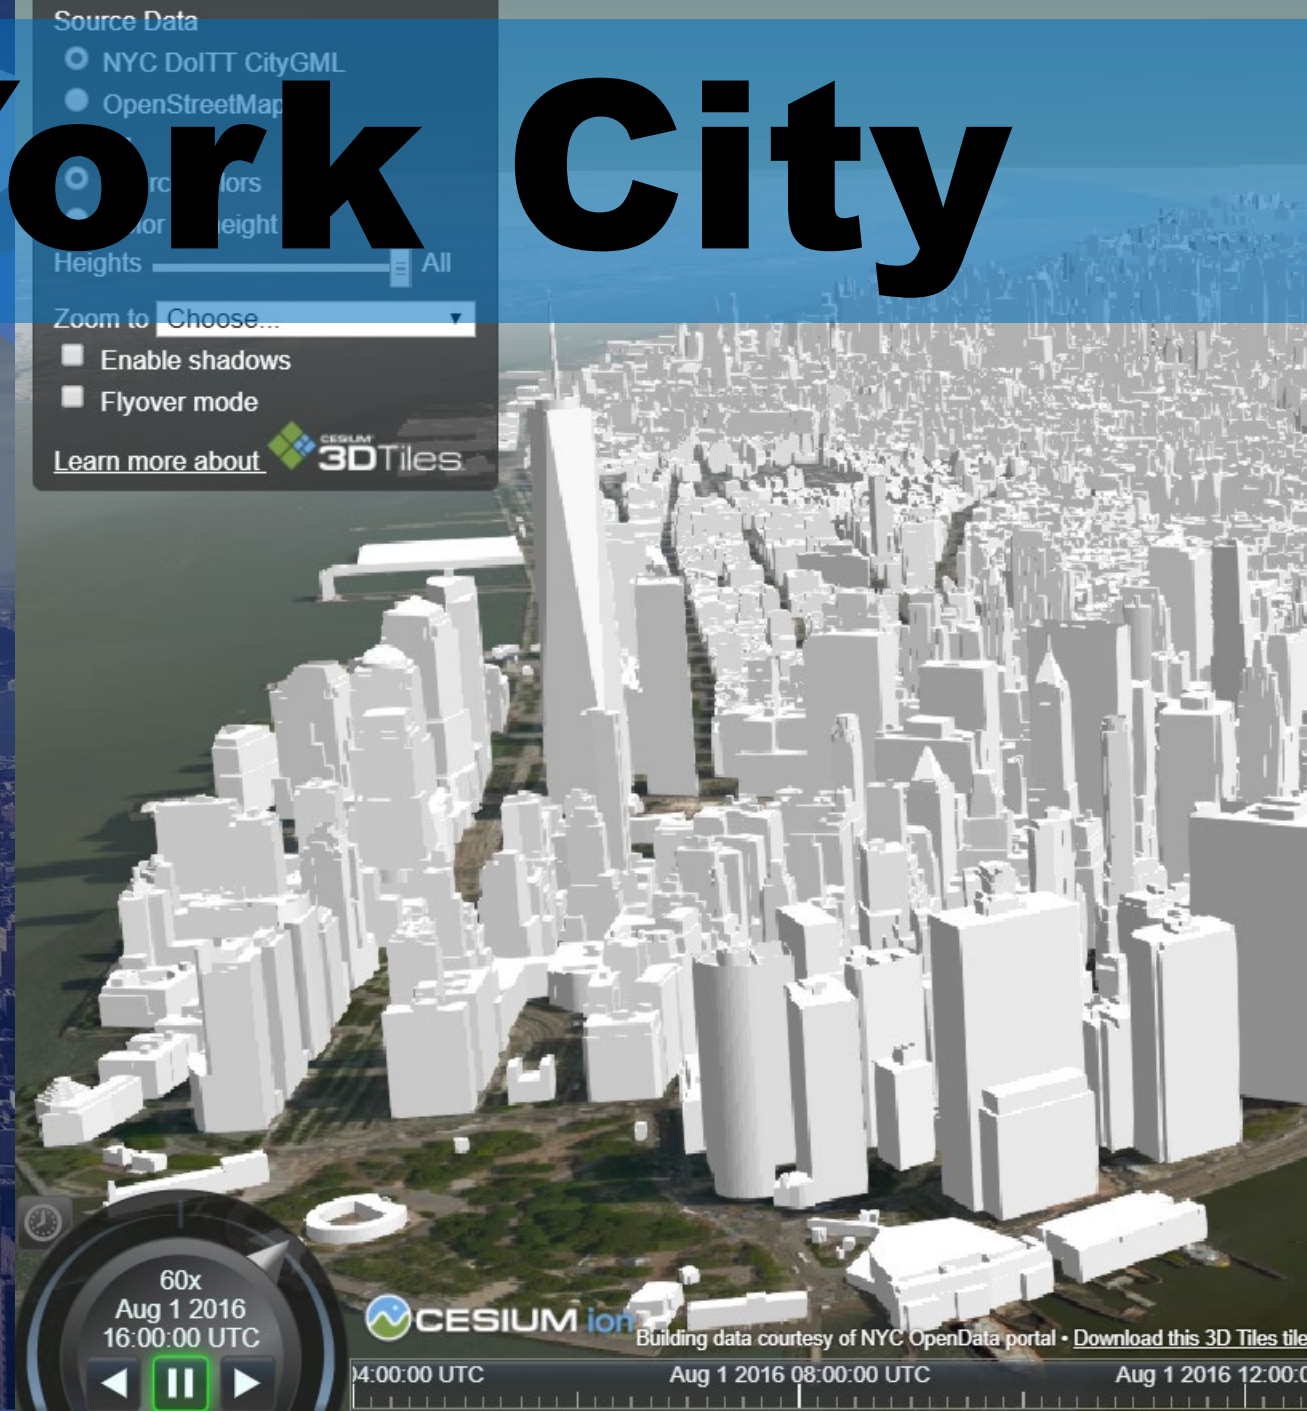 Source Data
NYC DoITT CityGML
OpenStreetMap
York City
Heights All
Zoom to Choose...
Enable shadows
Flyover mode
Learn more about CESIUM 3DTiles
60x
Aug 1 2016
16:00:00 UTC
CESIUM ion
Building data courtesy of NYC OpenData portal • Download this 3D Tiles tile
04:00:00 UTC Aug 1 2016 08:00:00 UTC Aug 1 2016 12:00:0